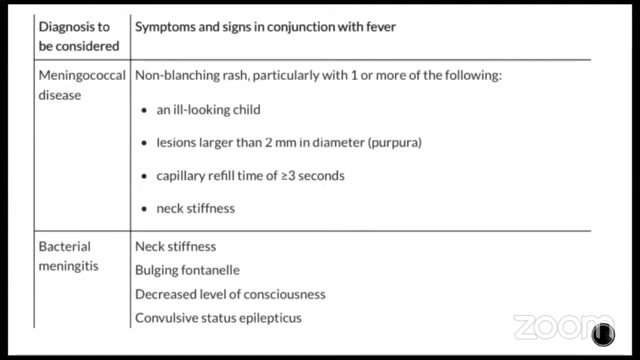 Diagnosis to be considered
Symptoms and signs in conjunction with fever
Meningococcal disease
Non-blanching rash, particularly with 1 or more of the following:
• an ill-looking child
• lesions larger than 2 mm in diameter (purpura)
• capillary refill time of ≥3 seconds
• neck stiffness
Bacterial meningitis
Neck stiffness
Bulging fontanelle
Decreased level of consciousness
Convulsive status epilepticus
zoom